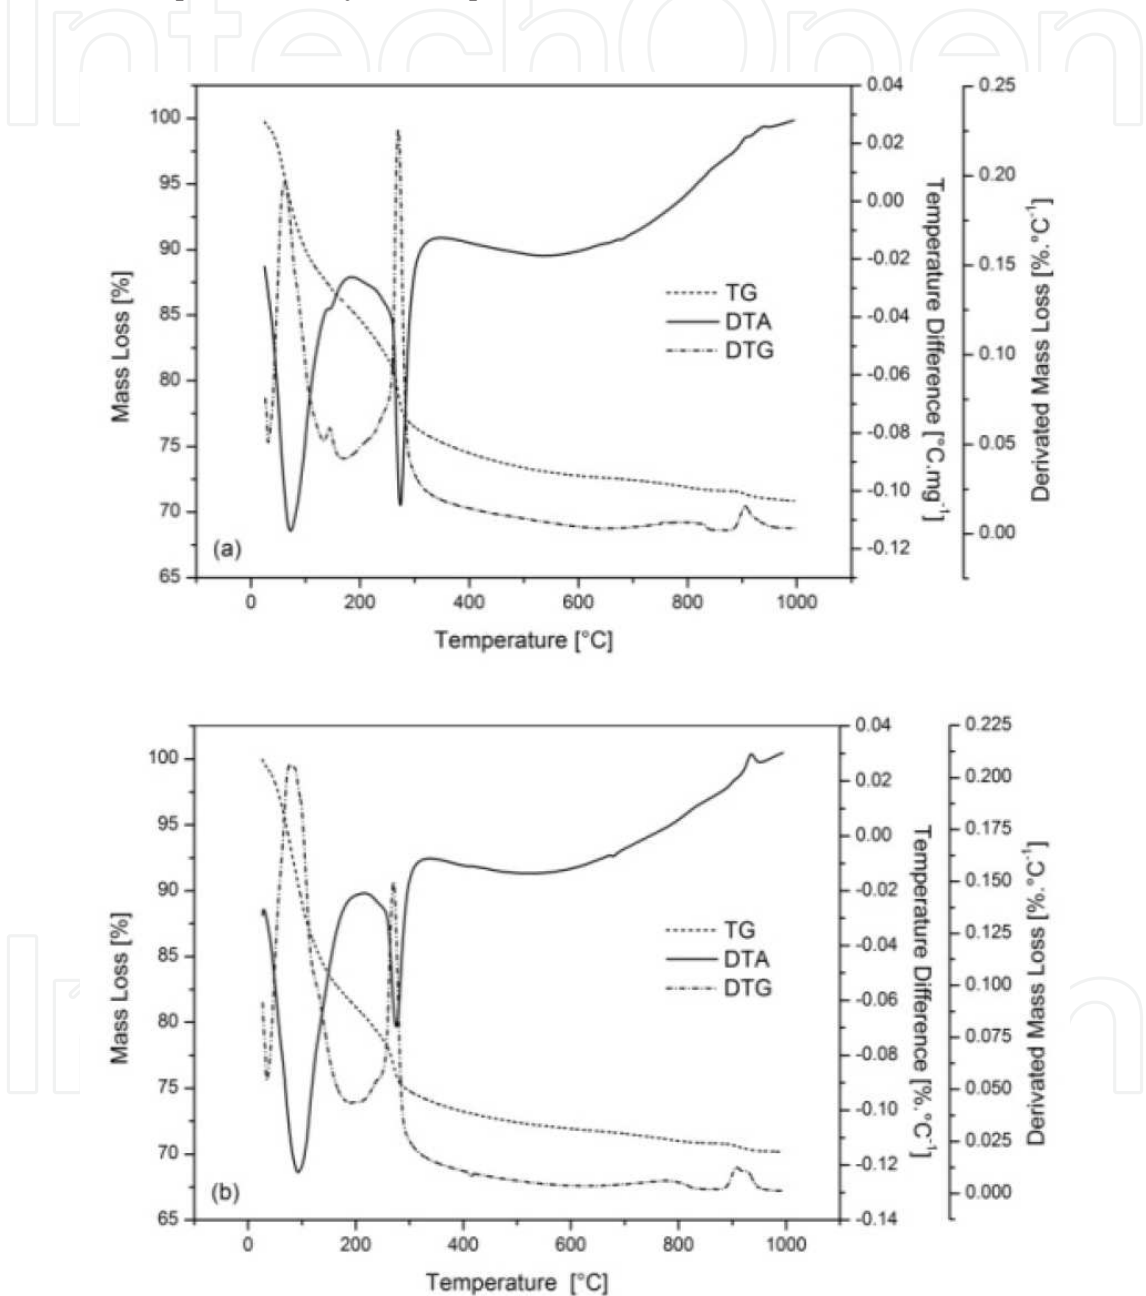 IntechOpen
100
95
90
85
80
75
70
65
Mass Loss [%]
0.04
0.02
0.00
-0.02
-0.04
-0.06
-0.08
-0.10
-0.12
Temperature Difference [°C.mg⁻¹]
0.25
0.20
0.15
0.10
0.05
0.00
Derivated Mass Loss [%.°C⁻¹]
TG
DTA
DTG
(a)
0 200 400 600 800 1000
Temperature [°C]
100
95
90
85
80
75
70
65
Mass Loss [%]
0.04
0.02
0.00
-0.02
-0.04
-0.06
-0.08
-0.10
-0.12
-0.14
Temperature Difference [%.°C⁻¹]
0.225
0.200
0.175
0.150
0.125
0.100
0.075
0.050
0.025
0.000
Derivated Mass Loss [%.°C⁻¹]
TG
DTA
DTG
(b)
0 200 400 600 800 1000
Temperature [°C]